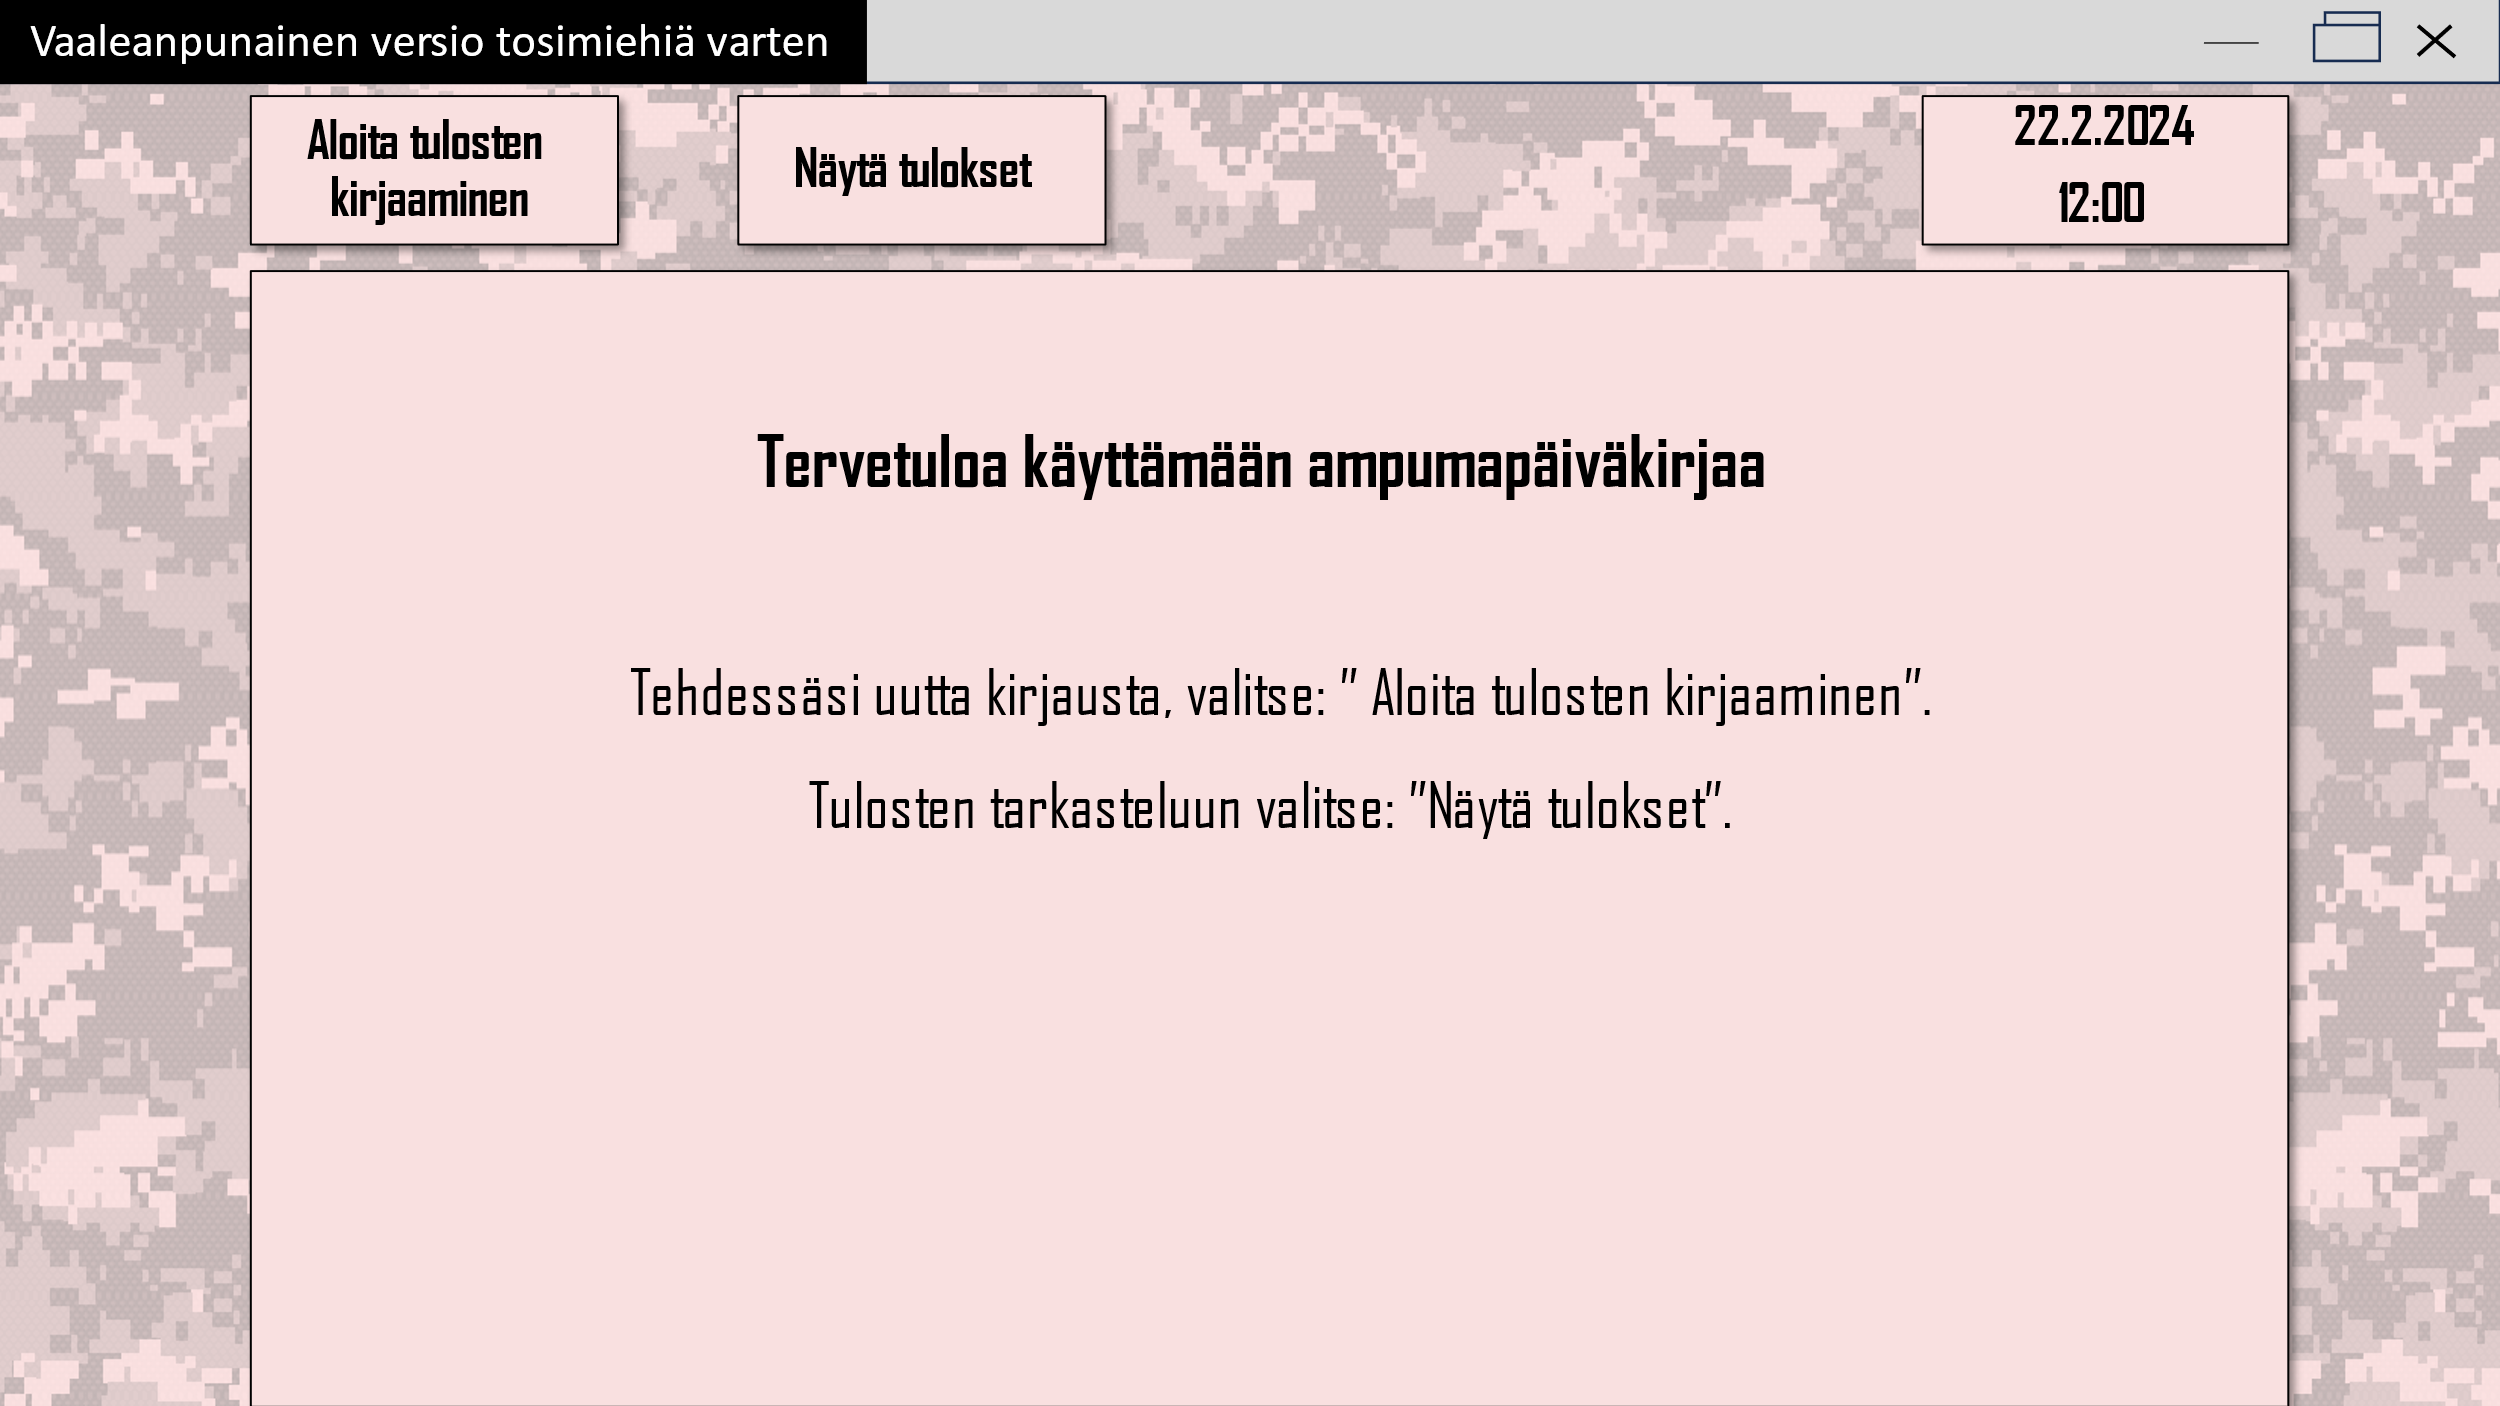 Vaaleanpunainen versio tosimiehiä varten
Aloita tulosten
kirjaaminen
Näytä tulokset
22.2.2024
12:00
Tervetuloa käyttämään ampumapäiväkirjaa
Tehdessäsi uutta kirjausta, valitse: ” Aloita tulosten kirjaaminen”.
Tulosten tarkasteluun valitse: ”Näytä tulokset”.